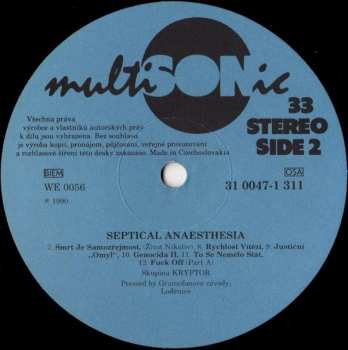 multiSONic
33
STEREO
SIDE 2
Všechna práva
výrobce a vlastníků autorských práv
k dílu jsou vyhrazena. Bez souhlasu
je výroba kopií, pronájem, půjčování, veřejné provozování
a rozhlasové šíření této desky zakázáno. Made in Czechoslovakia
BIEM
OSA
WE 0056
31 0047-1 311
℗ 1990
SEPTICAL ANAESTHESIA
7. Smrt Je Samozřejmost. (Život Nikoliv) 8. Rychlost Vítězí. 9. Justiční
„Omyl“. 10. Genocida II. 11. To Se Nemělo Stát.
12. Fuck Off (Part A)
Skupina KRYPTOR
Pressed by Gramofonové závody,
Loděnice